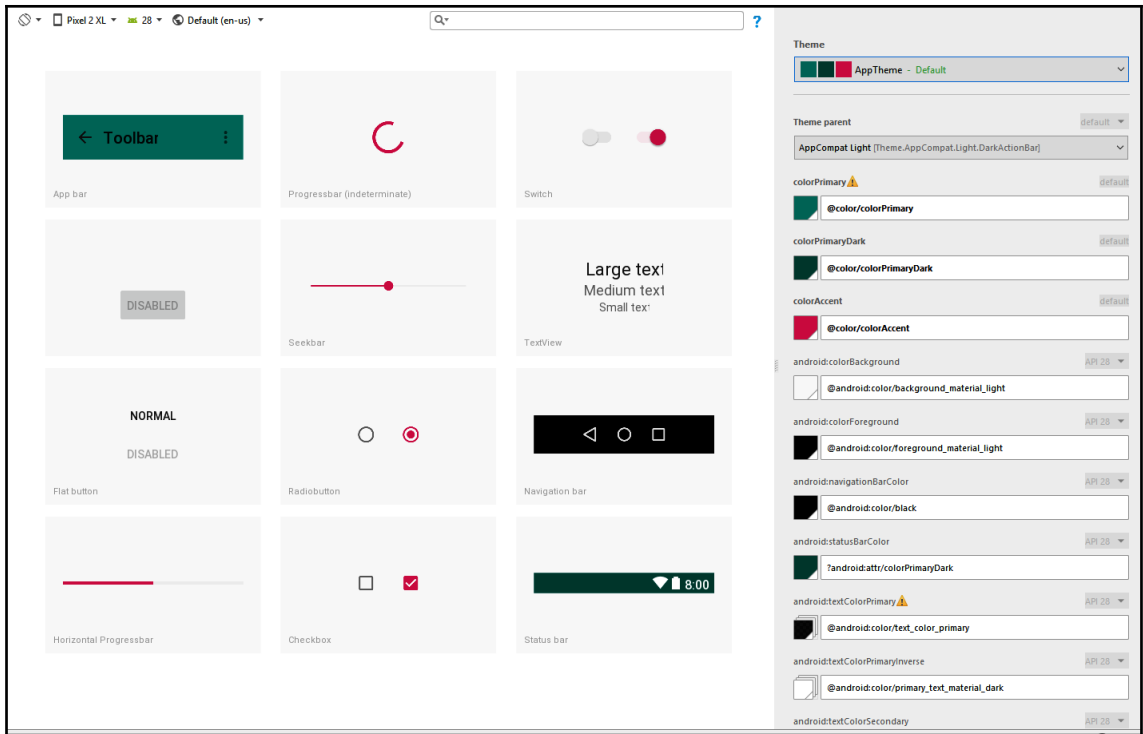 Pixel 2 XL 28 Default (en-us) ?
Toolbar
App bar
Progressbar (indeterminate)
Switch
DISABLED
Seekbar
Large text
Medium text
Small text
TextView
NORMAL
DISABLED
Flat button
Radiobutton
Navigation bar
Horizontal Progressbar
Checkbox
8:00
Status bar
Theme
AppTheme - Default
Theme parent default
AppCompat Light [Theme.AppCompat.Light.DarkActionBar]
colorPrimary default
@color/colorPrimary
colorPrimaryDark default
@color/colorPrimaryDark
colorAccent default
@color/colorAccent
android:colorBackground API 28
@android:color/background_material_light
android:colorForeground API 28
@android:color/foreground_material_light
android:navigationBarColor API 28
@android:color/black
android:statusBarColor API 28
?android:attr/colorPrimaryDark
android:textColorPrimary API 28
@android:color/text_color_primary
android:textColorPrimaryInverse API 28
@android:color/primary_text_material_dark
android:textColorSecondary API 28